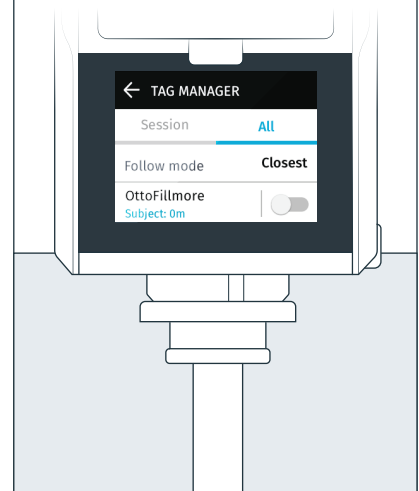 TAG MANAGER
Session All
Follow mode Closest
OttoFillmore
Subject: 0m